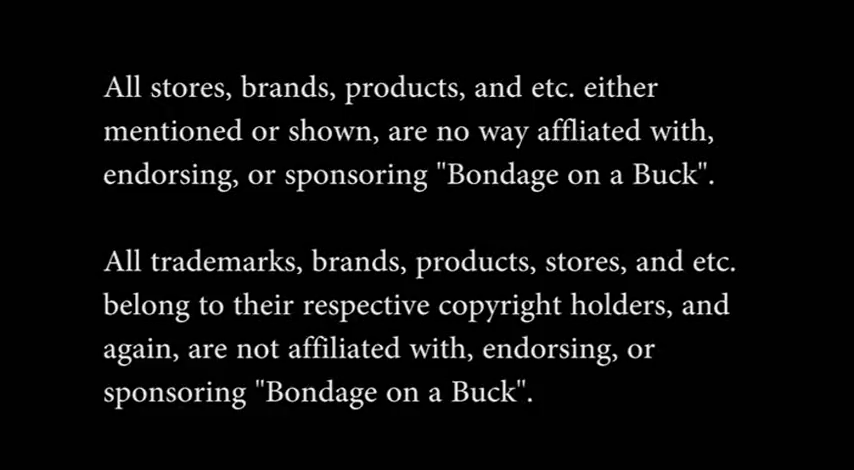 All stores, brands, products, and etc. either
mentioned or shown, are no way affliated with,
endorsing, or sponsoring "Bondage on a Buck".
All trademarks, brands, products, stores, and etc.
belong to their respective copyright holders, and
again, are not affiliated with, endorsing, or
sponsoring "Bondage on a Buck".